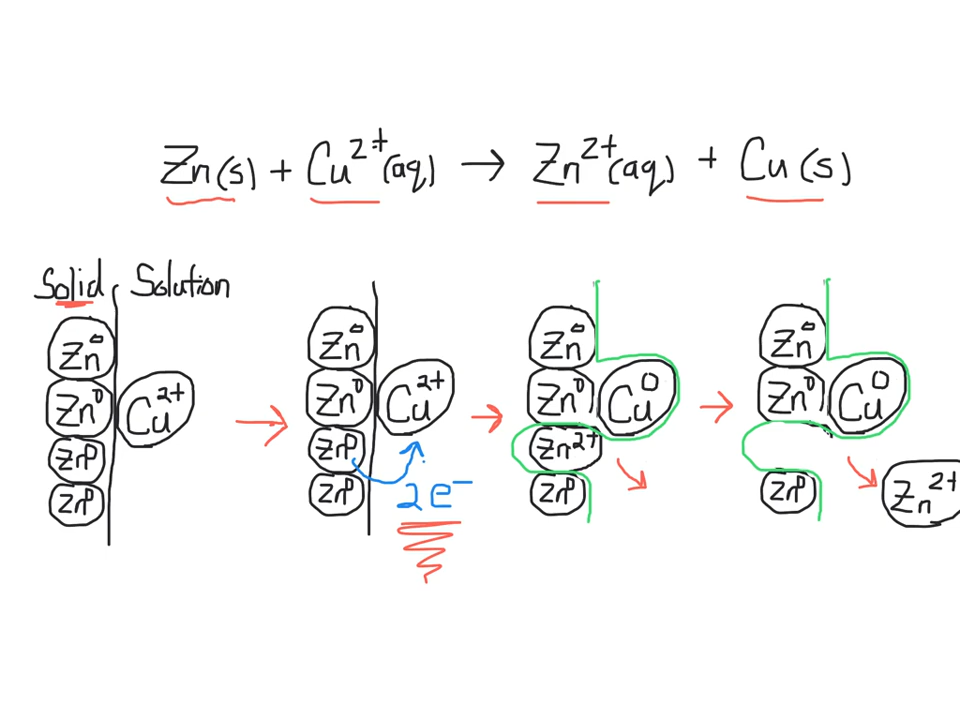 Zn(s) + Cu²⁺(aq) → Zn²⁺(aq) + Cu(s)
Solid Solution
Zn⁰ Zn⁰ Zn⁰ Zn⁰
Zn⁰ Cu²⁺ Zn⁰ Cu²⁺ Zn⁰ Cu⁰ Zn⁰ Cu⁰
Zn⁰ Zn⁰ Zn²⁺
Zn⁰ Zn⁰ 2e⁻ Zn⁰ Zn⁰ Zn²⁺